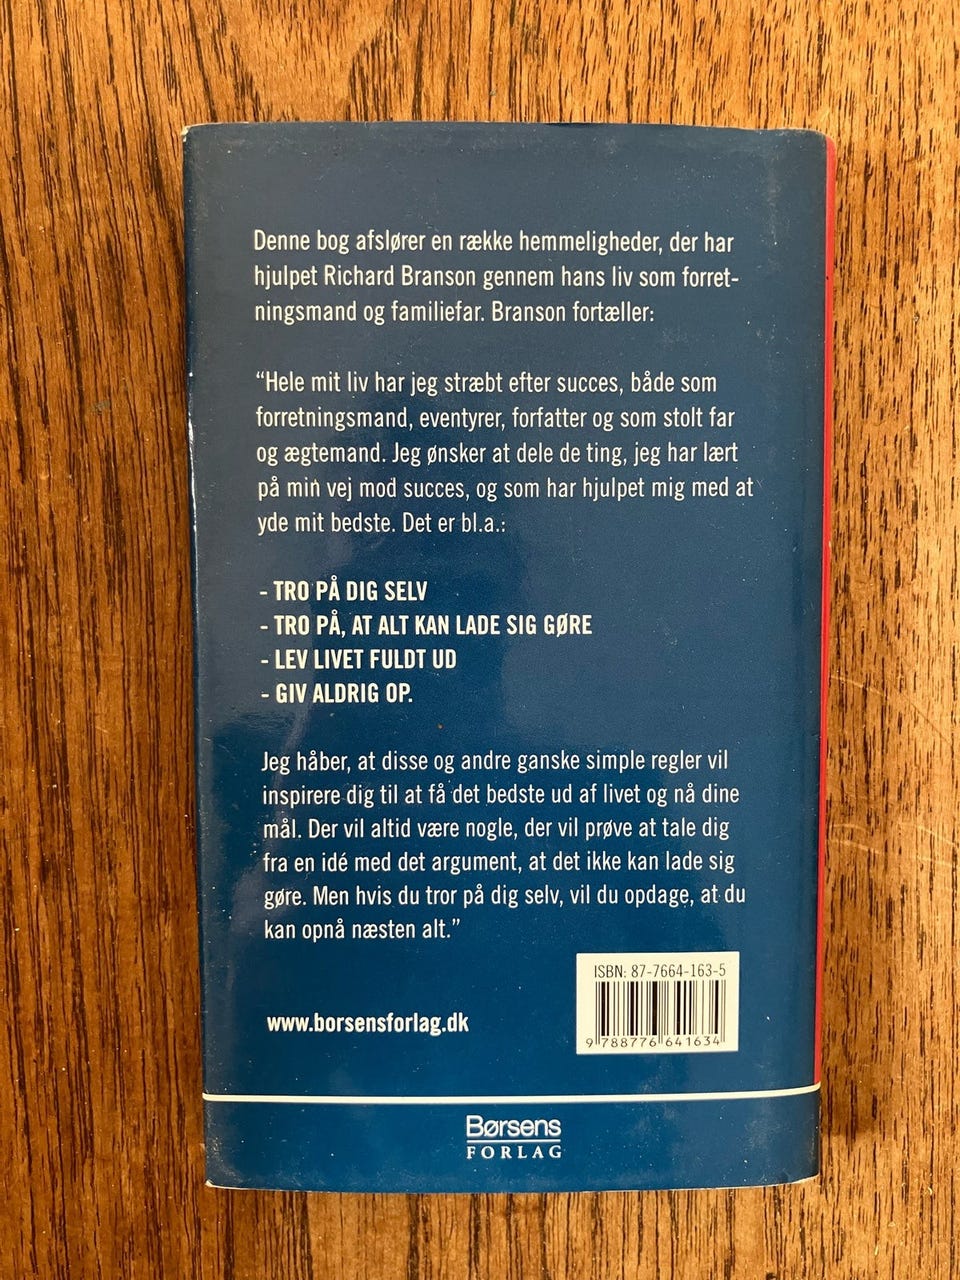 Denne bog afslører en række hemmeligheder, der har
hjulpet Richard Branson gennem hans liv som forret-
ningsmand og familiefar. Branson fortæller:
“Hele mit liv har jeg stræbt efter succes, både som
forretningsmand, eventyrer, forfatter og som stolt far
og ægtemand. Jeg ønsker at dele de ting, jeg har lært
på min vej mod succes, og som har hjulpet mig med at
yde mit bedste. Det er bl.a.:
- TRO PÅ DIG SELV
- TRO PÅ, AT ALT KAN LADE SIG GØRE
- LEV LIVET FULDT UD
- GIV ALDRIG OP.
Jeg håber, at disse og andre ganske simple regler vil
inspirere dig til at få det bedste ud af livet og nå dine
mål. Der vil altid være nogle, der vil prøve at tale dig
fra en idé med det argument, at det ikke kan lade sig
gøre. Men hvis du tror på dig selv, vil du opdage, at du
kan opnå næsten alt.”
ISBN: 87-7664-163-5
9 788776 641634
www.borsensforlag.dk
Børsens
FORLAG